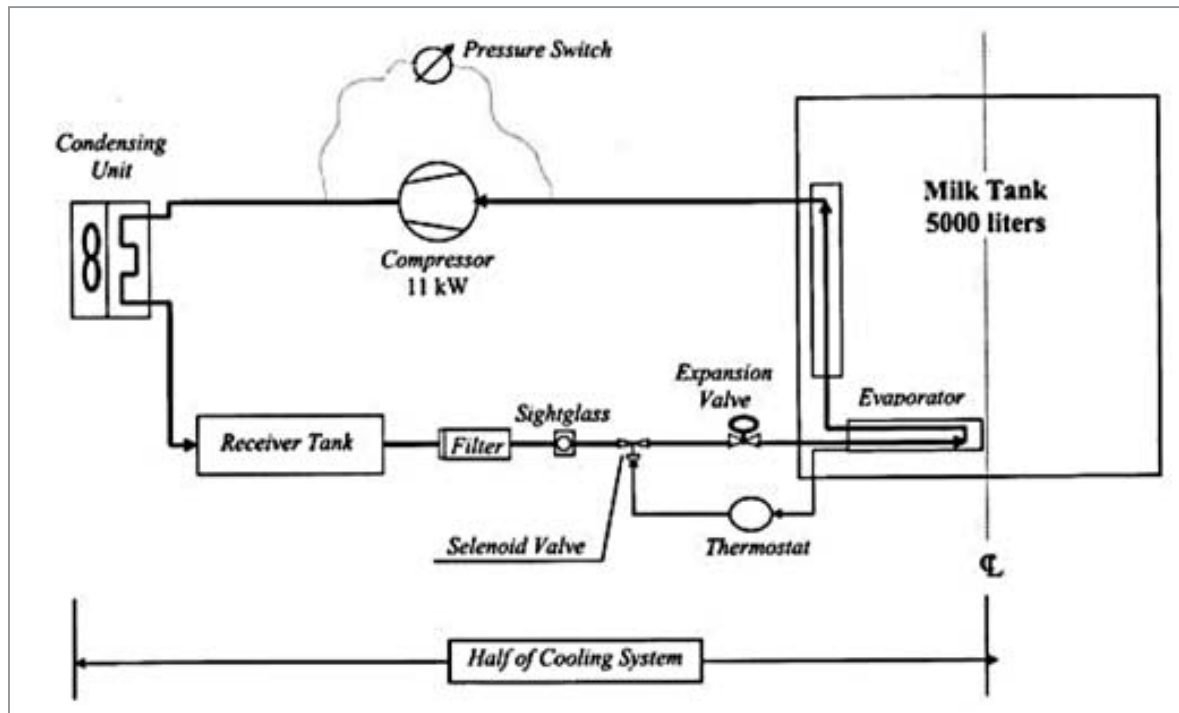 Pressure Switch
Condensing
Unit
Milk Tank
5000 liters
Compressor
11 kW
Expansion
Valve
Evaporator
Sightglass
Receiver Tank
Filter
Selenoid Valve
Thermostat
℄
Half of Cooling System